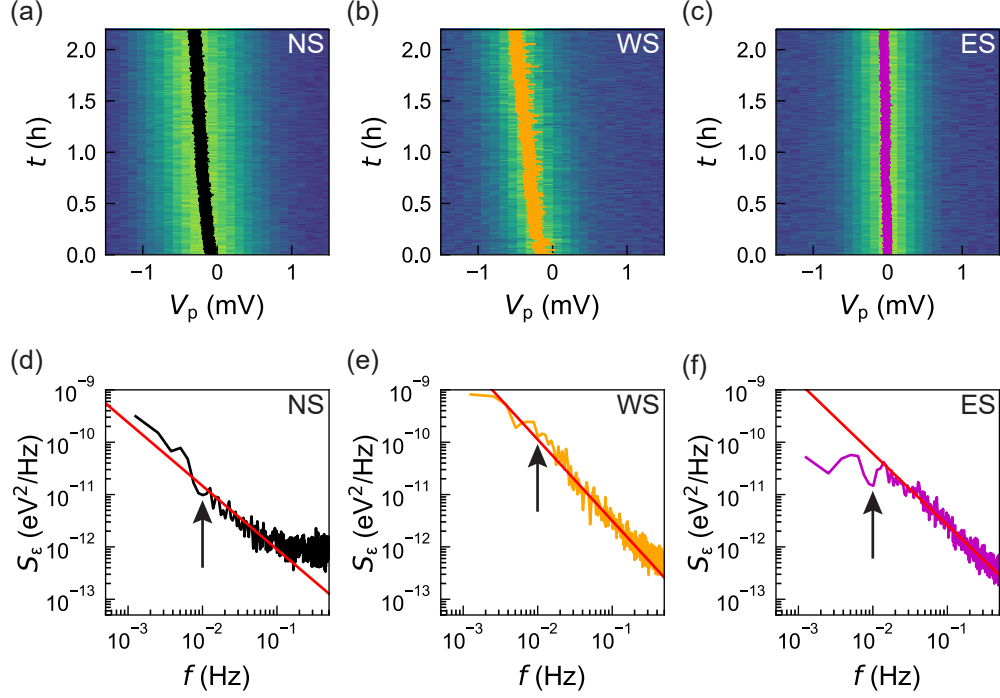 (a) (b) (c)
NS WS ES
2.0 2.0 2.0
1.5 1.5 1.5
1.0 1.0 1.0
0.5 0.5 0.5
0.0 0.0 0.0
t (h) t (h) t (h)
−1 0 1 −1 0 1 −1 0 1
Vp (mV) Vp (mV) Vp (mV)
(d) (e) (f)
NS WS ES
10⁻⁹ 10⁻⁹ 10⁻⁹
10⁻¹⁰ 10⁻¹⁰ 10⁻¹⁰
10⁻¹¹ 10⁻¹¹ 10⁻¹¹
10⁻¹² 10⁻¹² 10⁻¹²
10⁻¹³ 10⁻¹³ 10⁻¹³
Sε (eV²/Hz) Sε (eV²/Hz) Sε (eV²/Hz)
10⁻³ 10⁻² 10⁻¹ 10⁻³ 10⁻² 10⁻¹ 10⁻³ 10⁻² 10⁻¹
f (Hz) f (Hz) f (Hz)